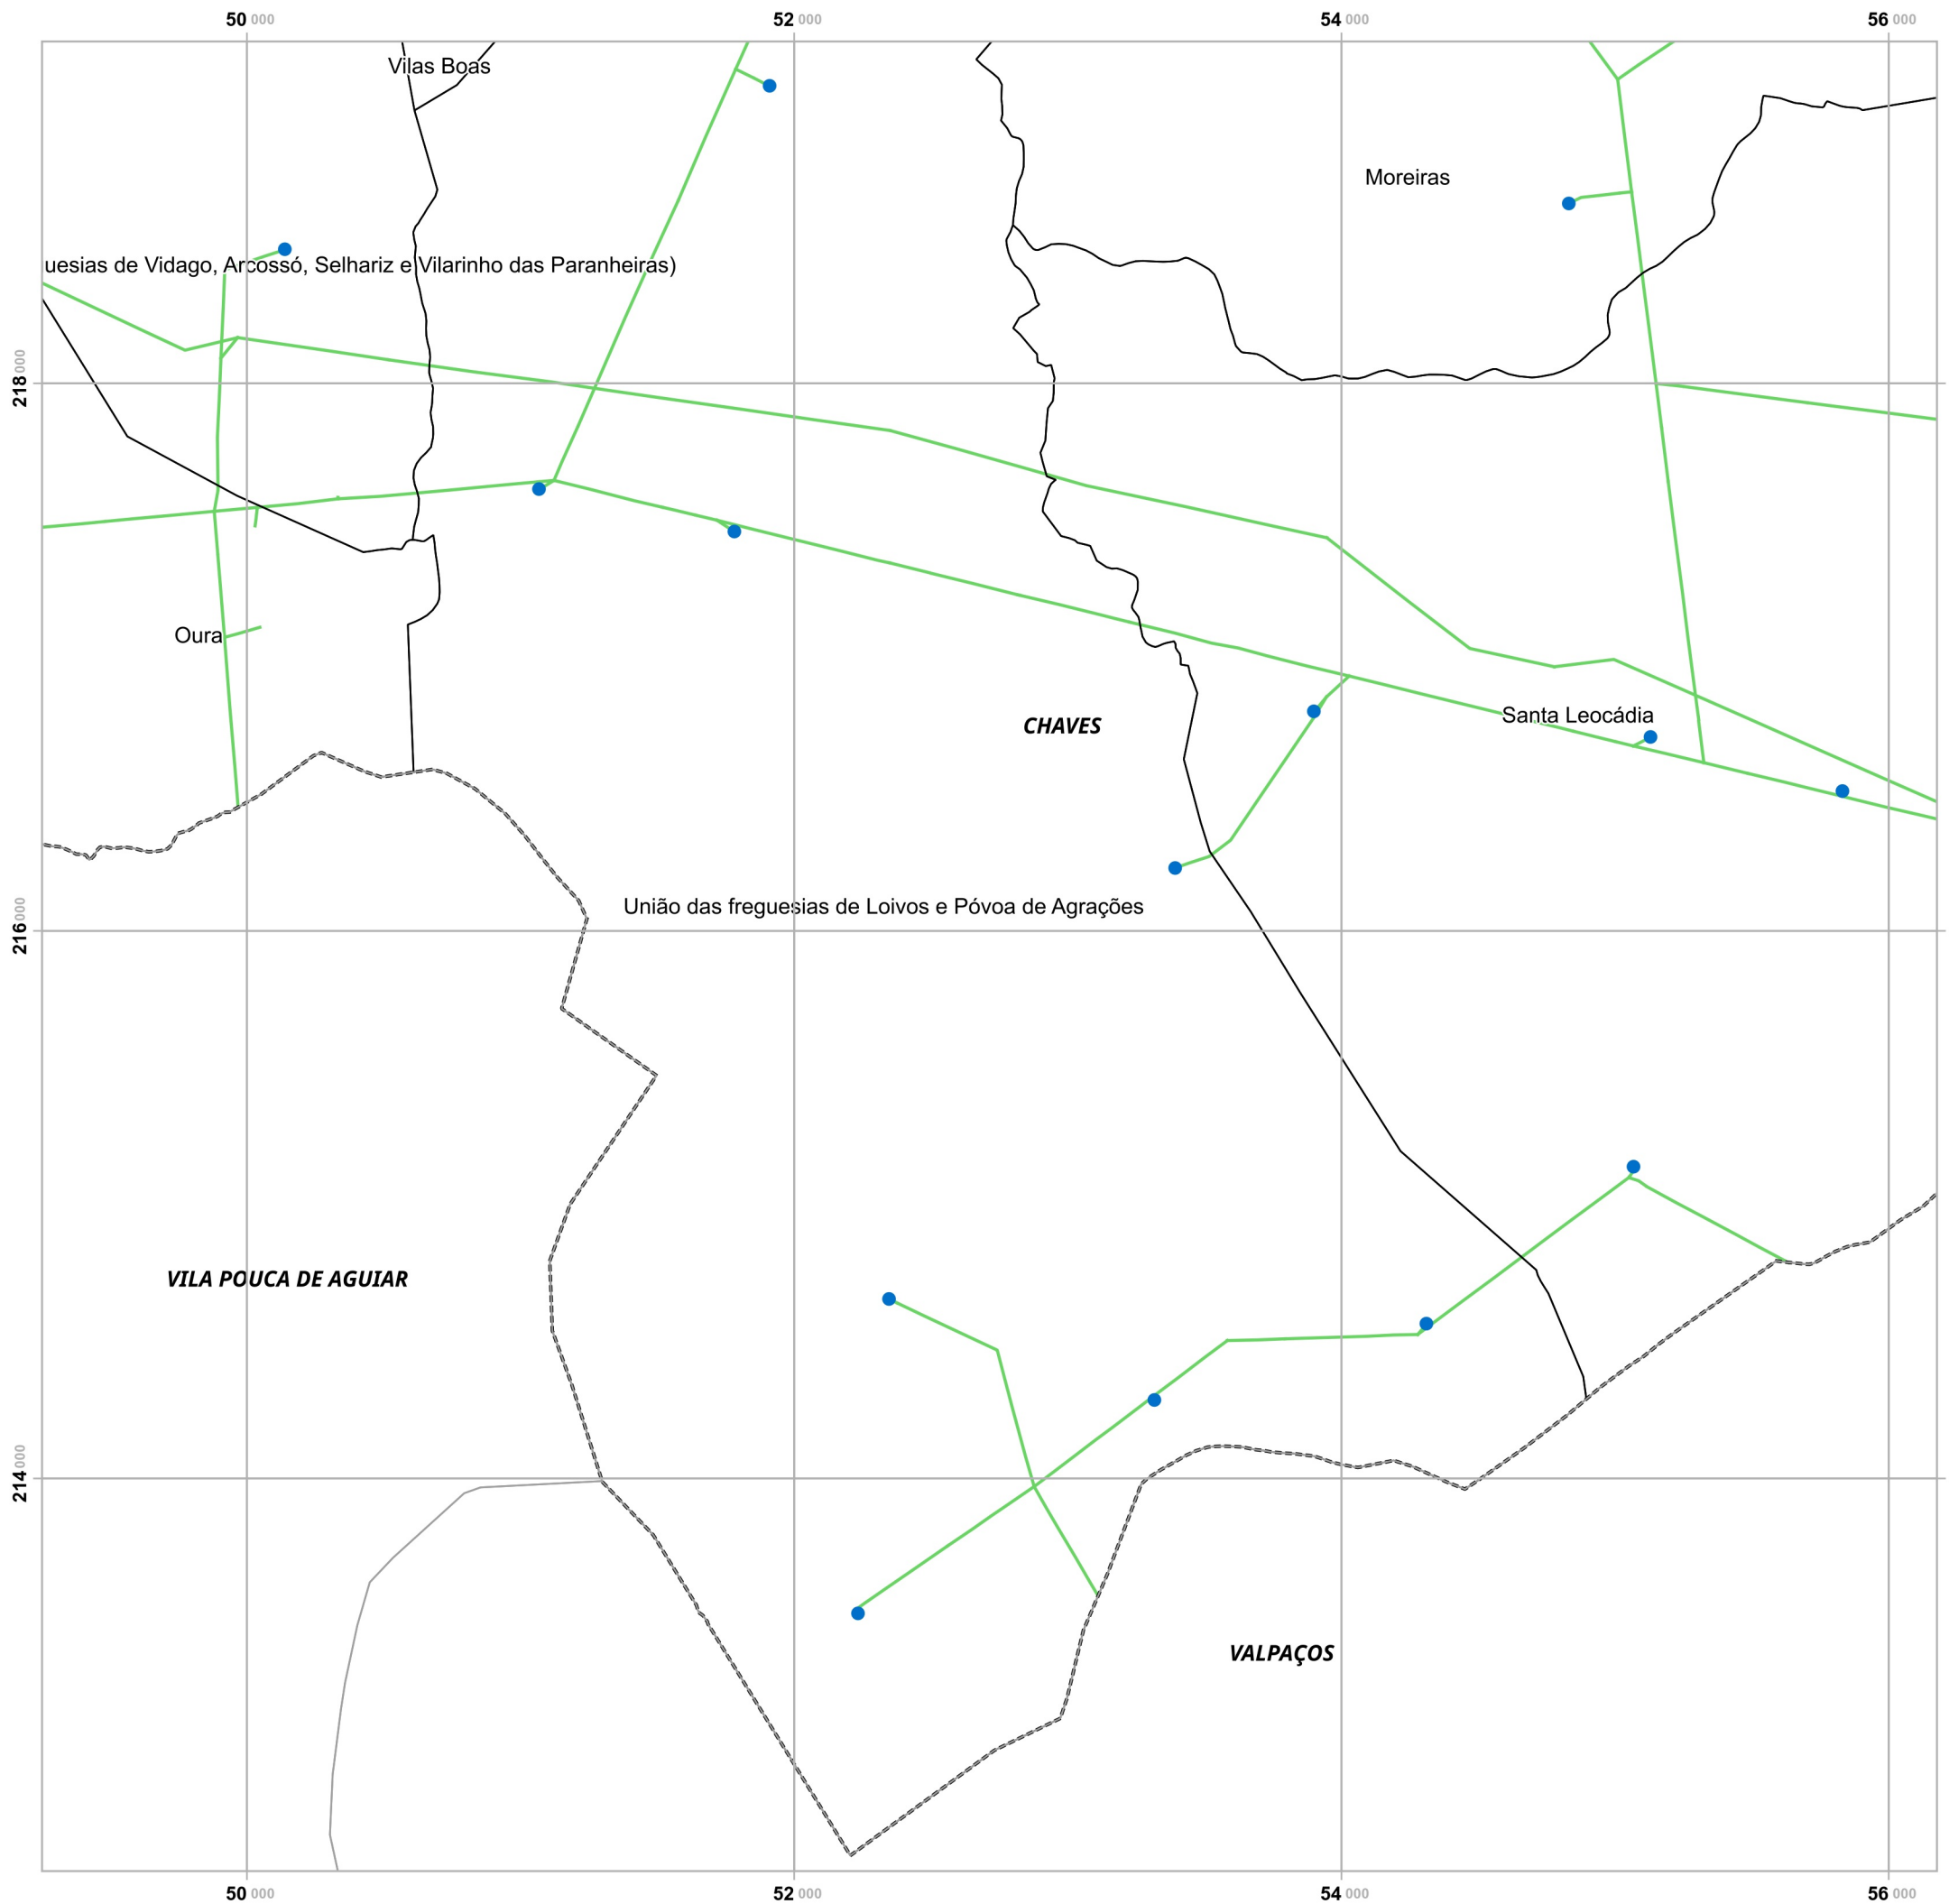 50 000
52 000
54 000
56 000
Vilas Boas
Moreiras
uesias de Vidago, Arcossó, Selhariz e Vilarinho das Paranheiras)
218 000
Oura
Santa Leocádia
CHAVES
União das freguesias de Loivos e Póvoa de Agrações
216 000
VILA POUCA DE AGUIAR
214 000
VALPAÇOS
50 000
52 000
54 000
56 000